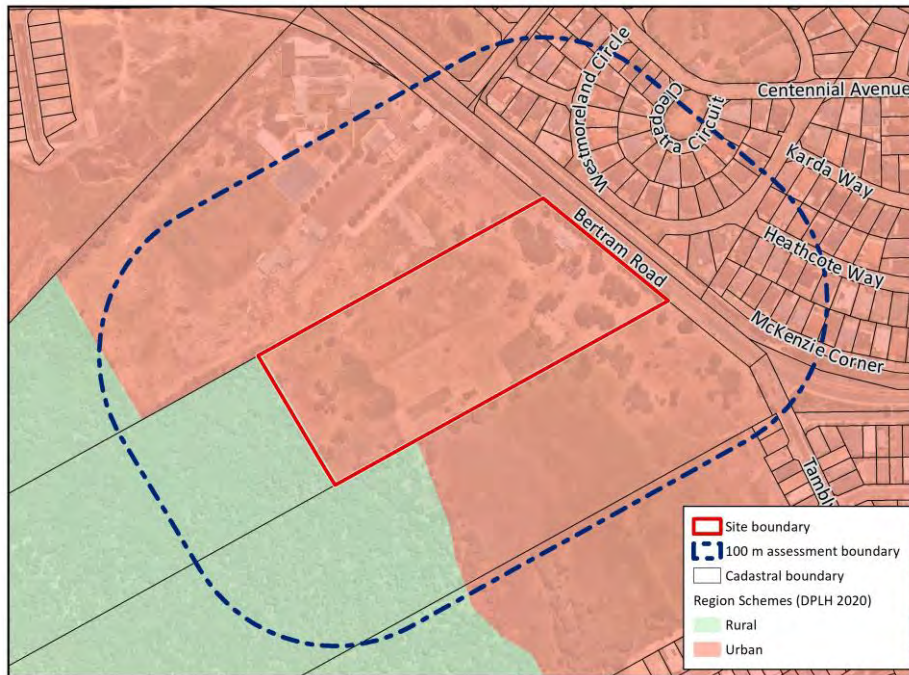 Westmoreland Circle
Cleopatra Circuit
Centennial Avenue
Karda Way
Bertram Road
Heathcote Way
McKenzie Corner
Tambl
Site boundary
100 m assessment boundary
Cadastral boundary
Region Schemes (DPLH 2020)
Rural
Urban